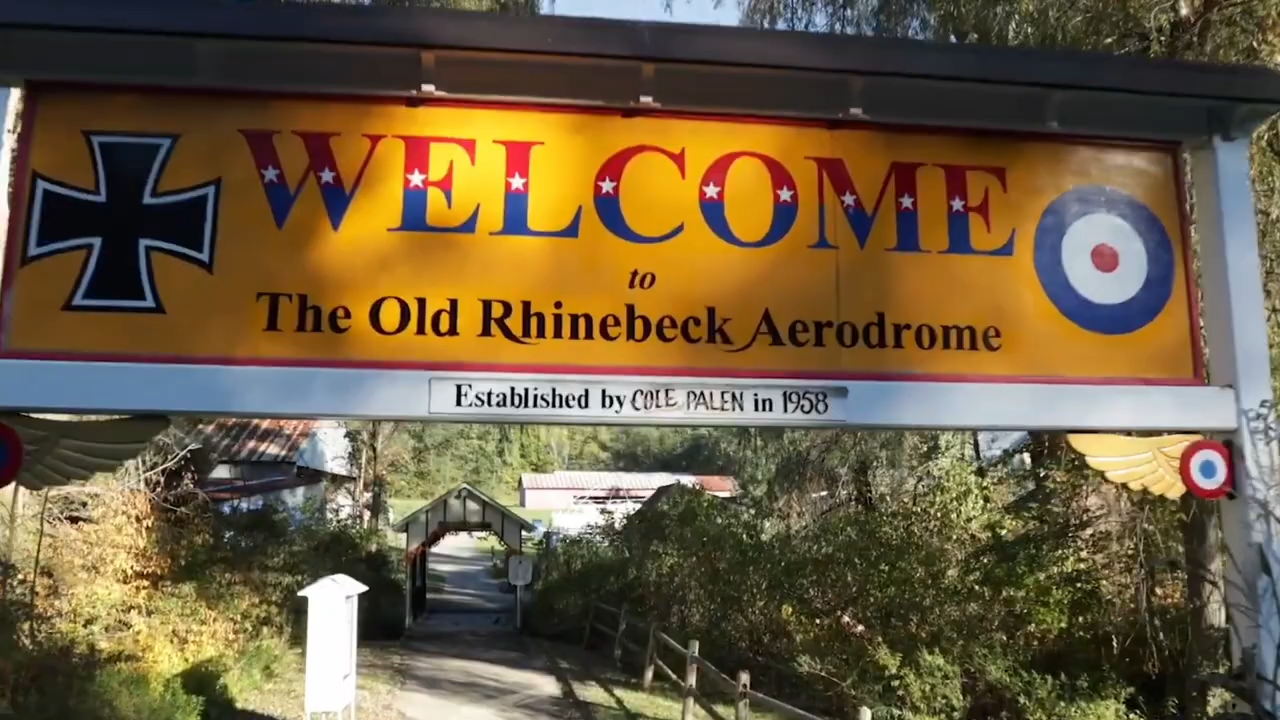 WELCOME
to
The Old Rhinebeck Aerodrome
Established by COLE PALEN in 1958